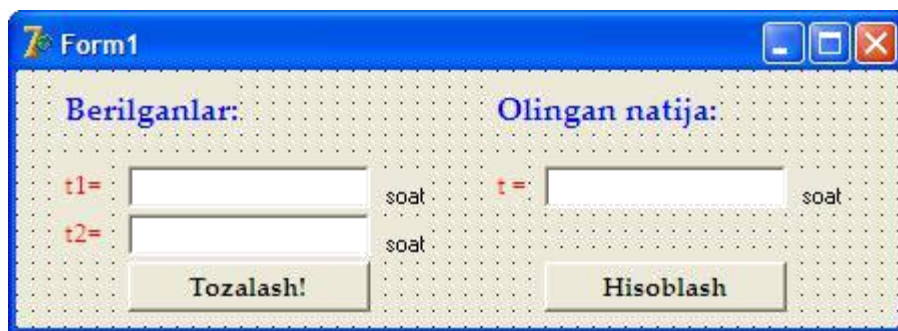 Form1
Berilganlar: Olingan natija:
t1= soat t = soat
t2= soat
Tozalash! Hisoblash